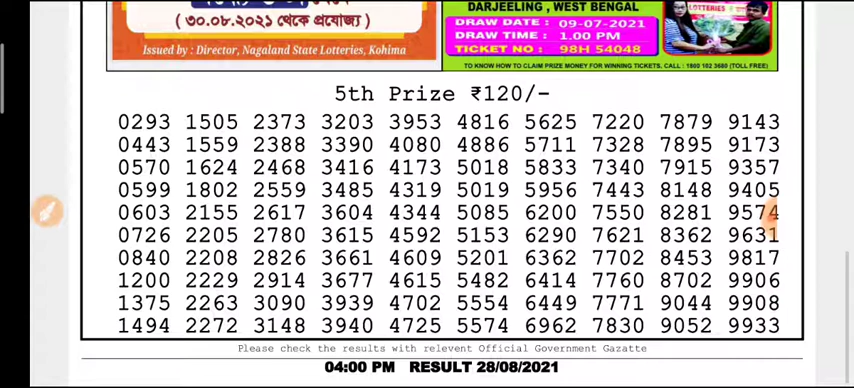 (৩০.০৮.২০২১ থেকে প্রযোজ্য)
Issued by : Director, Nagaland State Lotteries, Kohima
DARJEELING, WEST BENGAL
DRAW DATE : 09-07-2021
DRAW TIME : 1.00 PM
TICKET NO : 98H 54048
LOTTERIES
TO KNOW HOW TO CLAIM PRIZE MONEY FOR WINNING TICKETS. CALL : 1800 102 3680 (TOLL FREE)
5th Prize ₹120/-
0293 1505 2373 3203 3953 4816 5625 7220 7879 9143
0443 1559 2388 3390 4080 4886 5711 7328 7895 9173
0570 1624 2468 3416 4173 5018 5833 7340 7915 9357
0599 1802 2559 3485 4319 5019 5956 7443 8148 9405
0603 2155 2617 3604 4344 5085 6200 7550 8281 9574
0726 2205 2780 3615 4592 5153 6290 7621 8362 9631
0840 2208 2826 3661 4609 5201 6362 7702 8453 9817
1200 2229 2914 3677 4615 5482 6414 7760 8702 9906
1375 2263 3090 3939 4702 5554 6449 7771 9044 9908
1494 2272 3148 3940 4725 5574 6962 7830 9052 9933
Please check the results with relevent Official Government Gazatte
04:00 PM RESULT 28/08/2021